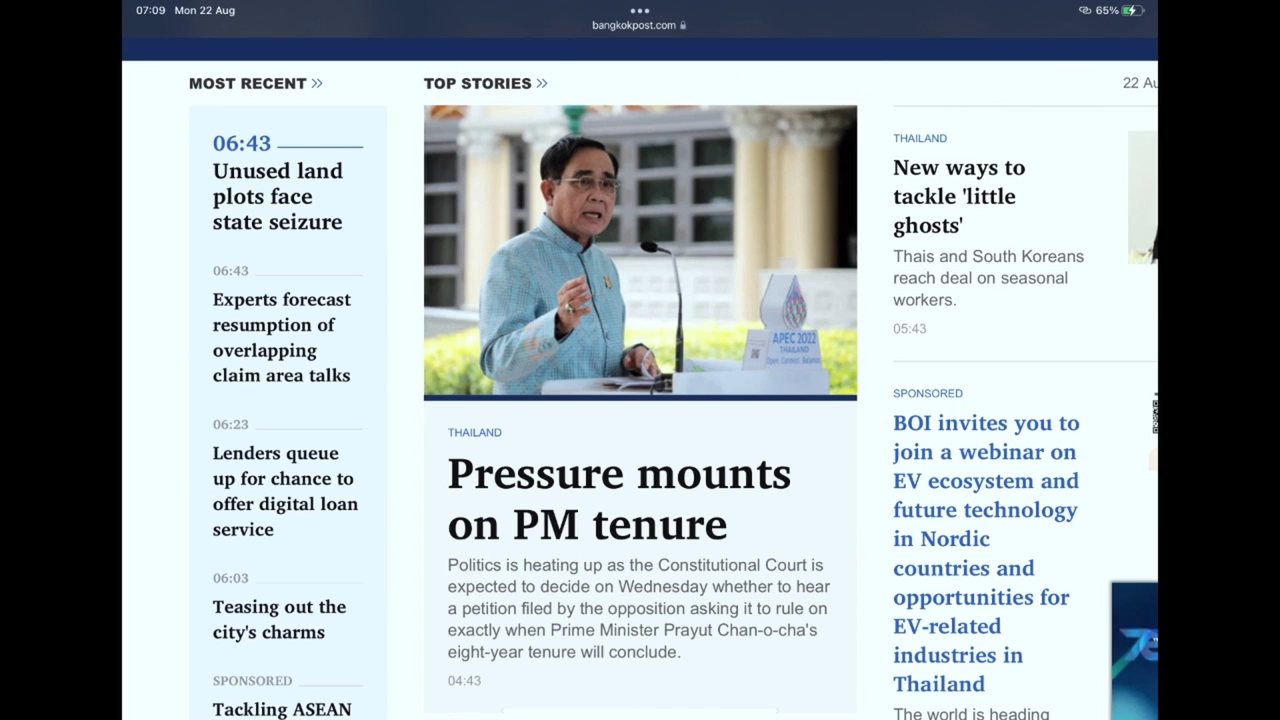 07:09 Mon 22 Aug
bangkokpost.com
65%
MOST RECENT
06:43
Unused land
plots face
state seizure
06:43
Experts forecast
resumption of
overlapping
claim area talks
06:23
Lenders queue
up for chance to
offer digital loan
service
06:03
Teasing out the
city's charms
SPONSORED
Tackling ASEAN
TOP STORIES
APEC 2022
THAILAND
Open. Connect. Balance.
THAILAND
Pressure mounts
on PM tenure
Politics is heating up as the Constitutional Court is
expected to decide on Wednesday whether to hear
a petition filed by the opposition asking it to rule on
exactly when Prime Minister Prayut Chan-o-cha's
eight-year tenure will conclude.
04:43
22 Au
THAILAND
New ways to
tackle 'little
ghosts'
Thais and South Koreans
reach deal on seasonal
workers.
05:43
SPONSORED
BOI invites you to
join a webinar on
EV ecosystem and
future technology
in Nordic
countries and
opportunities for
EV-related
industries in
Thailand
The world is heading